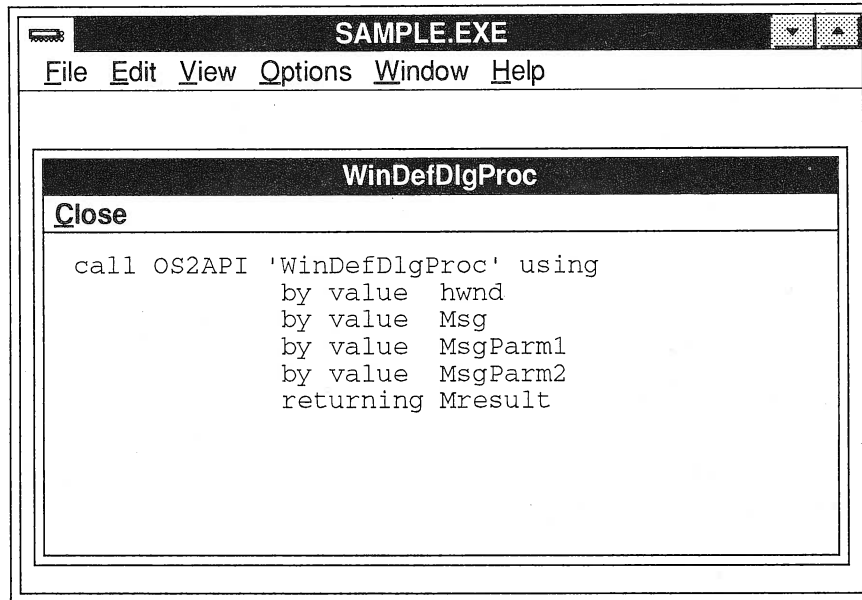 SAMPLE.EXE
File Edit View Options Window Help
WinDefDlgProc
Close
call OS2API 'WinDefDlgProc' using
by value hwnd
by value Msg
by value MsgParm1
by value MsgParm2
returning Mresult